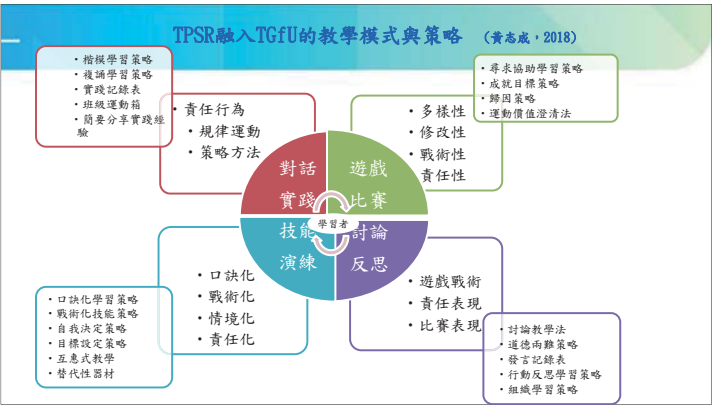 TPSR融入TGfU的教學模式與策略 (黃志成,2018)
・楷模學習策略
・複誦學習策略
・實踐記錄表
・班級運動箱
・簡要分享實踐經
驗
・責任行為
・規律運動
・策略方法
・多樣性
・修改性
・戰術性
・責任性
・尋求協助學習策略
・成就目標策略
・歸因策略
・運動價值澄清法
對話
實踐
遊戲
比賽
學習者
技能
演練
討論
反思
・口訣化
・戰術化
・情境化
・責任化
・口訣化學習策略
・戰術化技能策略
・自我決定策略
・目標設定策略
・互惠式教學
・替代性器材
・遊戲戰術
・責任表現
・比賽表現
・討論教學法
・道德兩難策略
・發言記錄表
・行動反思學習策略
・組織學習策略